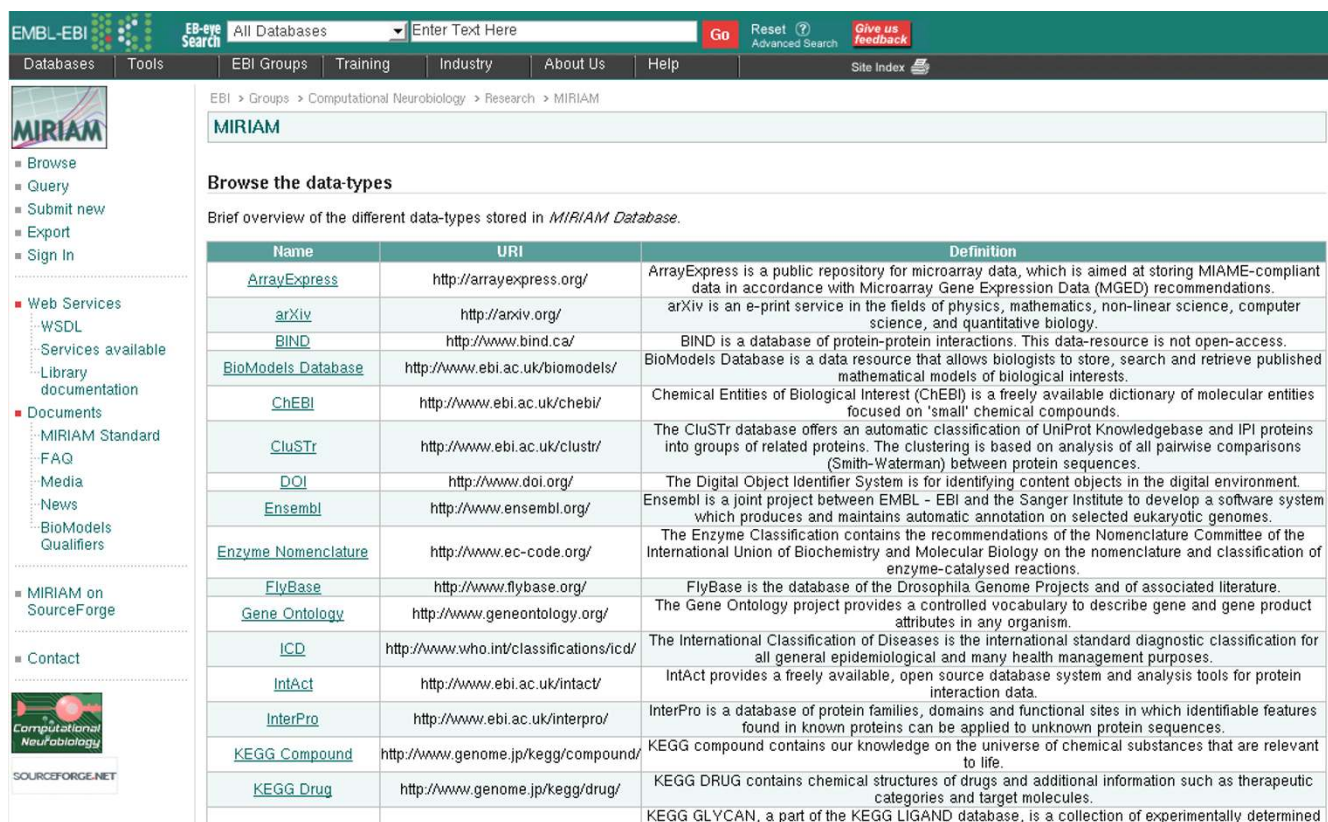 EMBL-EBI
EB-eye Search
All Databases
Enter Text Here
Go
Reset ?
Advanced Search
Give us feedback
Databases Tools EBI Groups Training Industry About Us Help Site Index
MIRIAM
Browse
Query
Submit new
Export
Sign In
Web Services
WSDL
Services available
Library
documentation
Documents
MIRIAM Standard
FAQ
Media
News
BioModels
Qualifiers
MIRIAM on
SourceForge
Contact
Computational
Neurobiology
SOURCEFORGE.NET
EBI > Groups > Computational Neurobiology > Research > MIRIAM
MIRIAM
Browse the data-types
Brief overview of the different data-types stored in MIRIAM Database.
Name URI Definition
ArrayExpress http://arrayexpress.org/ ArrayExpress is a public repository for microarray data, which is aimed at storing MIAME-compliant
data in accordance with Microarray Gene Expression Data (MGED) recommendations.
arXiv http://arxiv.org/ arXiv is an e-print service in the fields of physics, mathematics, non-linear science, computer
science, and quantitative biology.
BIND http://www.bind.ca/ BIND is a database of protein-protein interactions. This data-resource is not open-access.
BioModels Database http://www.ebi.ac.uk/biomodels/ BioModels Database is a data resource that allows biologists to store, search and retrieve published
mathematical models of biological interests.
ChEBI http://www.ebi.ac.uk/chebi/ Chemical Entities of Biological Interest (ChEBI) is a freely available dictionary of molecular entities
focused on 'small' chemical compounds.
CluSTr http://www.ebi.ac.uk/clustr/ The CluSTr database offers an automatic classification of UniProt Knowledgebase and IPI proteins
into groups of related proteins. The clustering is based on analysis of all pairwise comparisons
(Smith-Waterman) between protein sequences.
DOI http://www.doi.org/ The Digital Object Identifier System is for identifying content objects in the digital environment.
Ensembl http://www.ensembl.org/ Ensembl is a joint project between EMBL - EBI and the Sanger Institute to develop a software system
which produces and maintains automatic annotation on selected eukaryotic genomes.
Enzyme Nomenclature http://www.ec-code.org/ The Enzyme Classification contains the recommendations of the Nomenclature Committee of the
International Union of Biochemistry and Molecular Biology on the nomenclature and classification of
enzyme-catalysed reactions.
FlyBase http://www.flybase.org/ FlyBase is the database of the Drosophila Genome Projects and of associated literature.
Gene Ontology http://www.geneontology.org/ The Gene Ontology project provides a controlled vocabulary to describe gene and gene product
attributes in any organism.
ICD http://www.who.int/classifications/icd/ The International Classification of Diseases is the international standard diagnostic classification for
all general epidemiological and many health management purposes.
IntAct http://www.ebi.ac.uk/intact/ IntAct provides a freely available, open source database system and analysis tools for protein
interaction data.
InterPro http://www.ebi.ac.uk/interpro/ InterPro is a database of protein families, domains and functional sites in which identifiable features
found in known proteins can be applied to unknown protein sequences.
KEGG Compound http://www.genome.jp/kegg/compound/ KEGG compound contains our knowledge on the universe of chemical substances that are relevant
to life.
KEGG Drug http://www.genome.jp/kegg/drug/ KEGG DRUG contains chemical structures of drugs and additional information such as therapeutic
categories and target molecules.
KEGG GLYCAN, a part of the KEGG LIGAND database, is a collection of experimentally determined